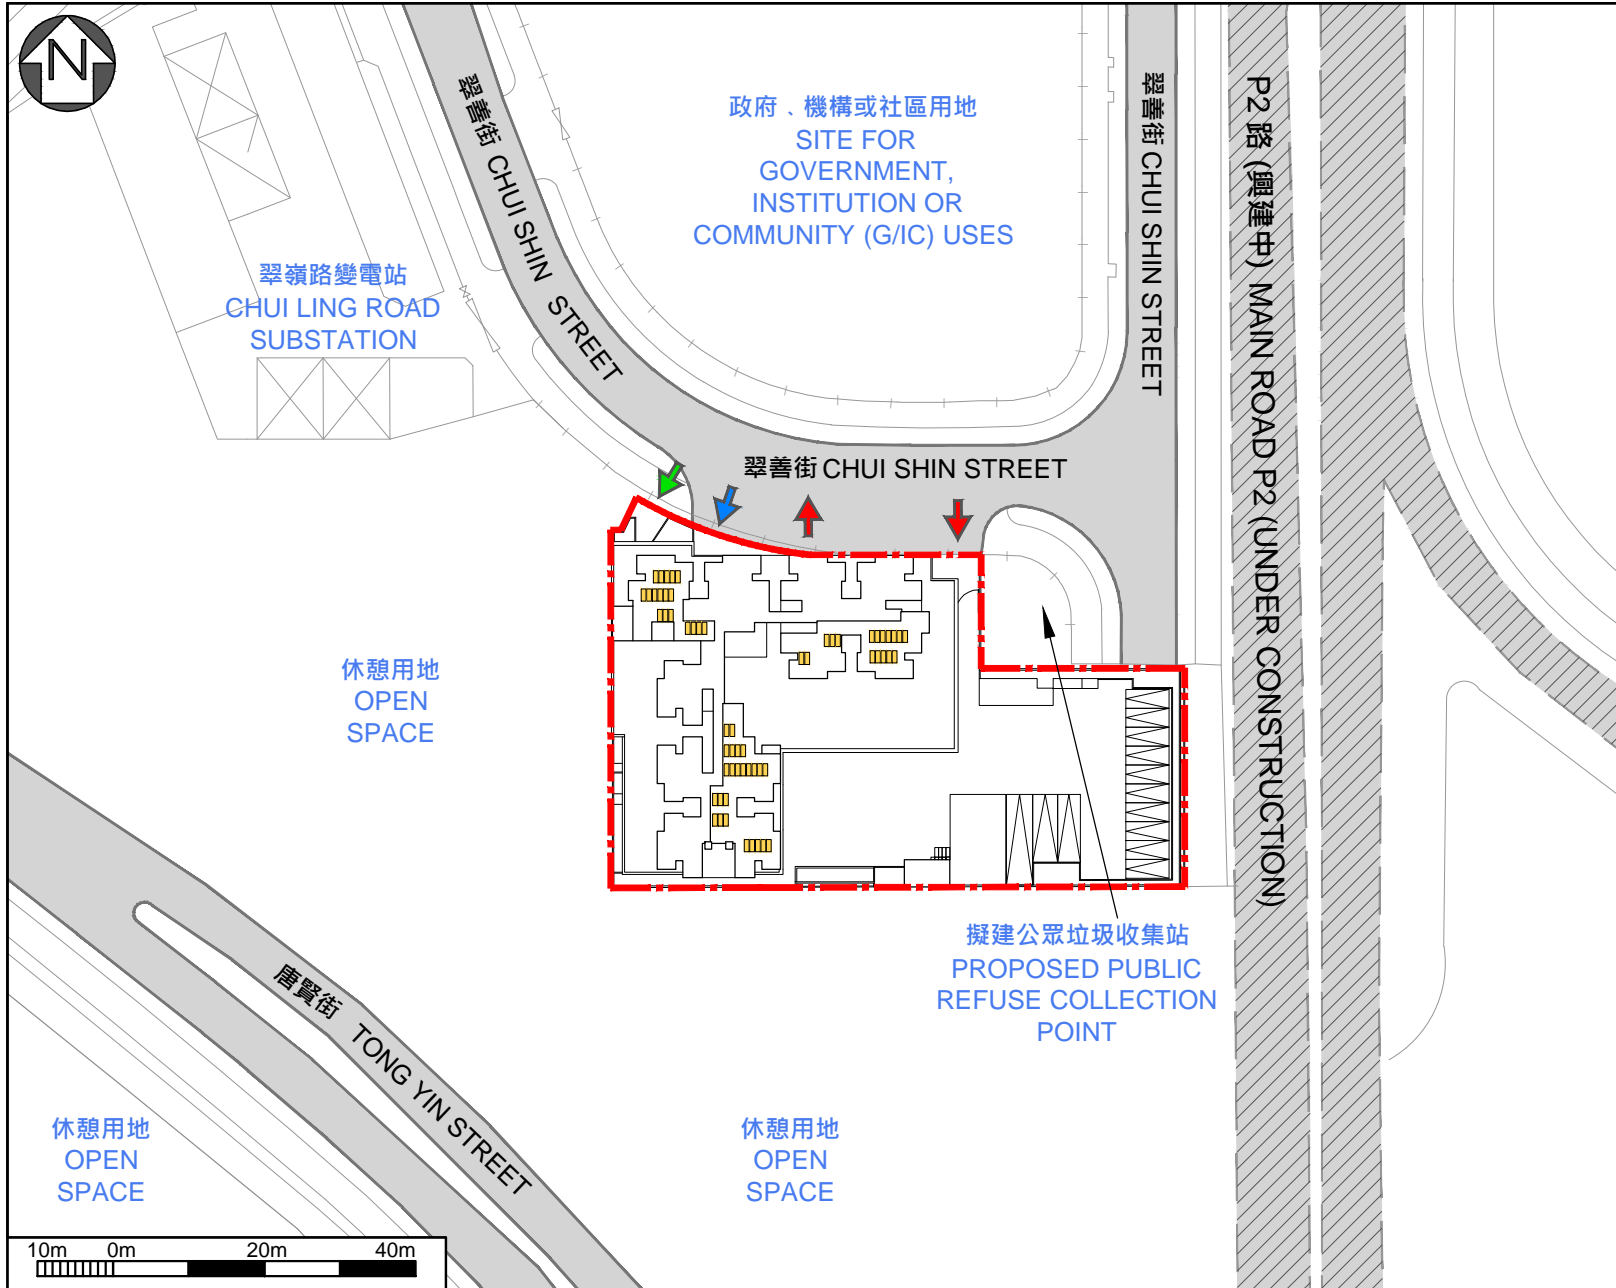 N
翠善街 CHUI SHIN STREET
政府﹑機構或社區用地
SITE FOR
GOVERNMENT,
INSTITUTION OR
COMMUNITY (G/IC) USES
翠善街 CHUI SHIN STREET
P2 路 (興建中) MAIN ROAD P2 (UNDER CONSTRUCTION)
翠嶺路變電站
CHUI LING ROAD
SUBSTATION
翠善街 CHUI SHIN STREET
休憩用地
OPEN
SPACE
擬建公眾垃圾收集站
PROPOSED PUBLIC
REFUSE COLLECTION
POINT
唐賢街 TONG YIN STREET
休憩用地
OPEN
SPACE
休憩用地
OPEN
SPACE
10m 0m 20m 40m